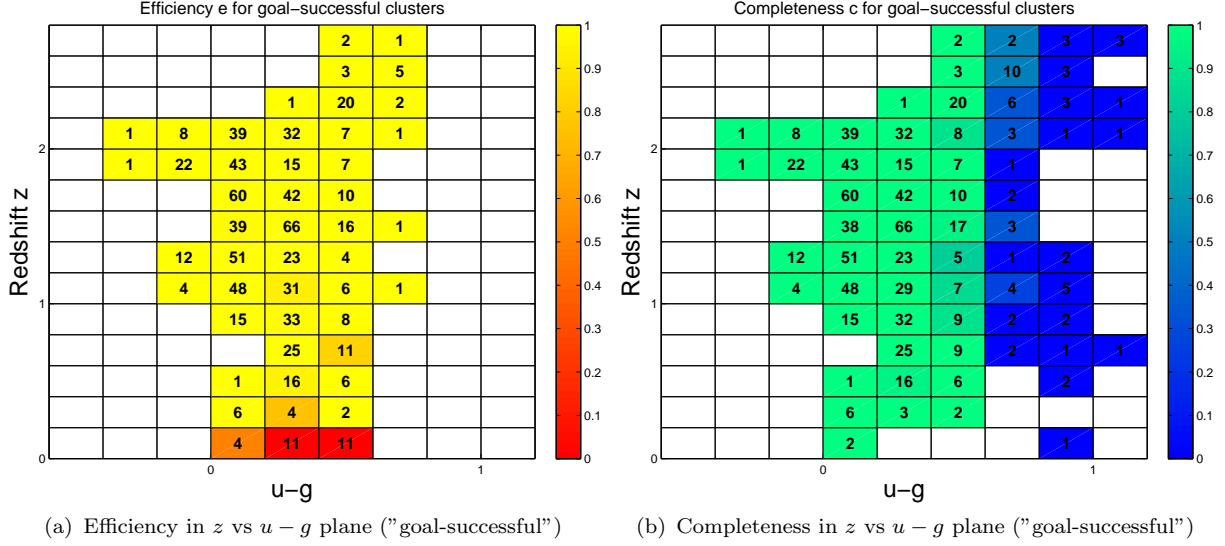 Efficiency e for goal−successful clusters
2 1
3 5
1 20 2
1 8 39 32 7 1
1 22 43 15 7
60 42 10
39 66 16 1
12 51 23 4
4 48 31 6 1
15 33 8
25 11
1 16 6
6 4 2
4 11 11
0 1
0
1
2
Redshift z
u−g
1
0.9
0.8
0.7
0.6
0.5
0.4
0.3
0.2
0.1
0
(a) Efficiency in z vs u − g plane ("goal-successful")
Completeness c for goal−successful clusters
2 2 3 3
3 10 3
1 20 6 3 1
1 8 39 32 8 3 1 1
1 22 43 15 7 1
60 42 10 2
38 66 17 3
12 51 23 5 1 2
4 48 29 7 4 5
15 32 9 2 2
25 9 2 1 1
1 16 6 2
6 3 2
2 1
0 1
0
1
2
Redshift z
u−g
1
0.9
0.8
0.7
0.6
0.5
0.4
0.3
0.2
0.1
0
(b) Completeness in z vs u − g plane ("goal-successful")